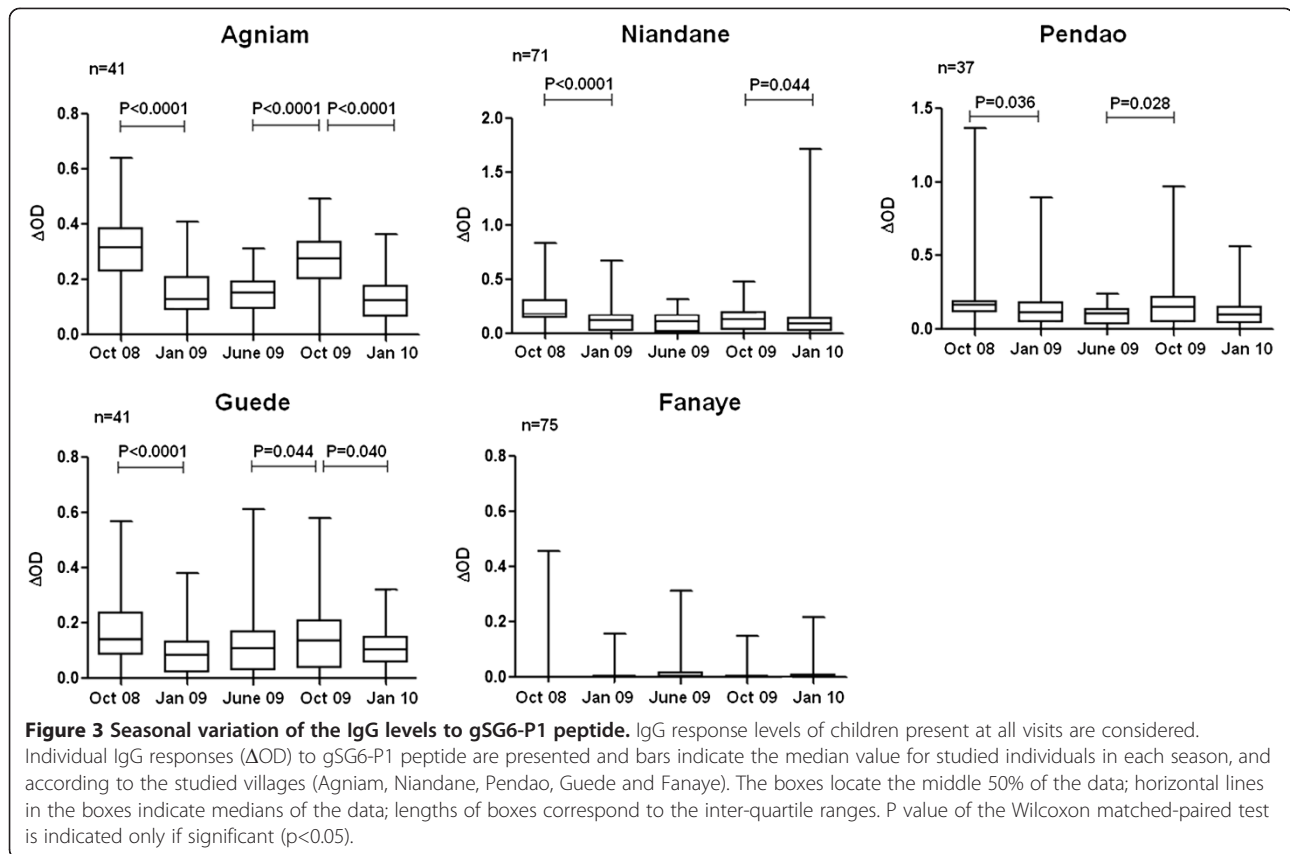 Agniam
n=41
P<0.0001 P<0.0001 P<0.0001
0.8
0.6
0.4
0.2
0.0
ΔOD
Oct 08 Jan 09 June 09 Oct 09 Jan 10
Niandane
n=71
P<0.0001 P=0.044
2.0
1.5
1.0
0.5
0.0
ΔOD
Oct 08 Jan 09 June 09 Oct 09 Jan 10
Pendao
n=37
P=0.036 P=0.028
1.5
1.0
0.5
0.0
ΔOD
Oct 08 Jan 09 June 09 Oct 09 Jan 10
Guede
n=41
P<0.0001 P=0.044 P=0.040
0.8
0.6
0.4
0.2
0.0
ΔOD
Oct 08 Jan 09 June 09 Oct 09 Jan 10
Fanaye
n=75
0.8
0.6
0.4
0.2
0.0
ΔOD
Oct 08 Jan 09 June 09 Oct 09 Jan 10
Figure 3 Seasonal variation of the IgG levels to gSG6-P1 peptide. IgG response levels of children present at all visits are considered.
Individual IgG responses (ΔOD) to gSG6-P1 peptide are presented and bars indicate the median value for studied individuals in each season, and
according to the studied villages (Agniam, Niandane, Pendao, Guede and Fanaye). The boxes locate the middle 50% of the data; horizontal lines
in the boxes indicate medians of the data; lengths of boxes correspond to the inter-quartile ranges. P value of the Wilcoxon matched-paired test
is indicated only if significant (p<0.05).